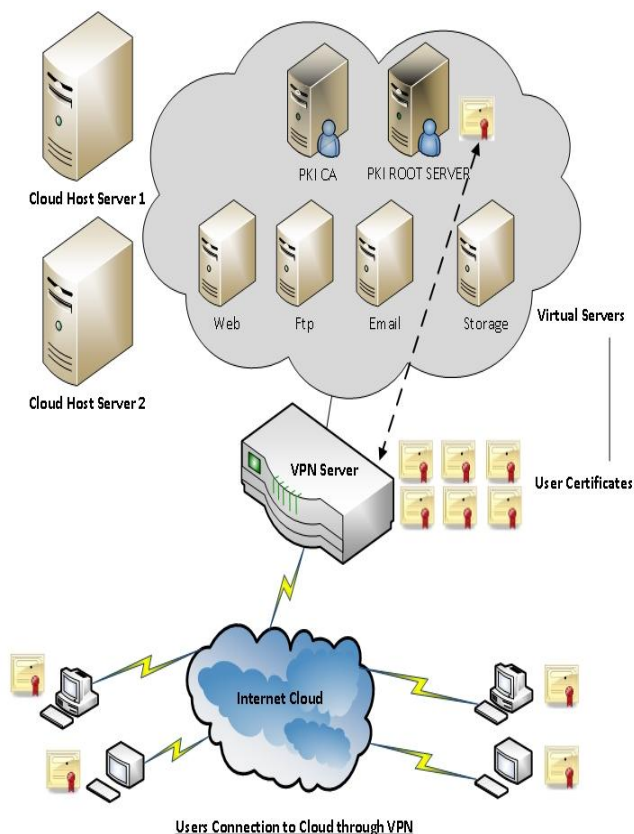 PKI CA
PKI ROOT SERVER
Cloud Host Server 1
Web
Ftp
Email
Storage
Virtual Servers
Cloud Host Server 2
VPN Server
User Certificates
Internet Cloud
Users Connection to Cloud through VPN